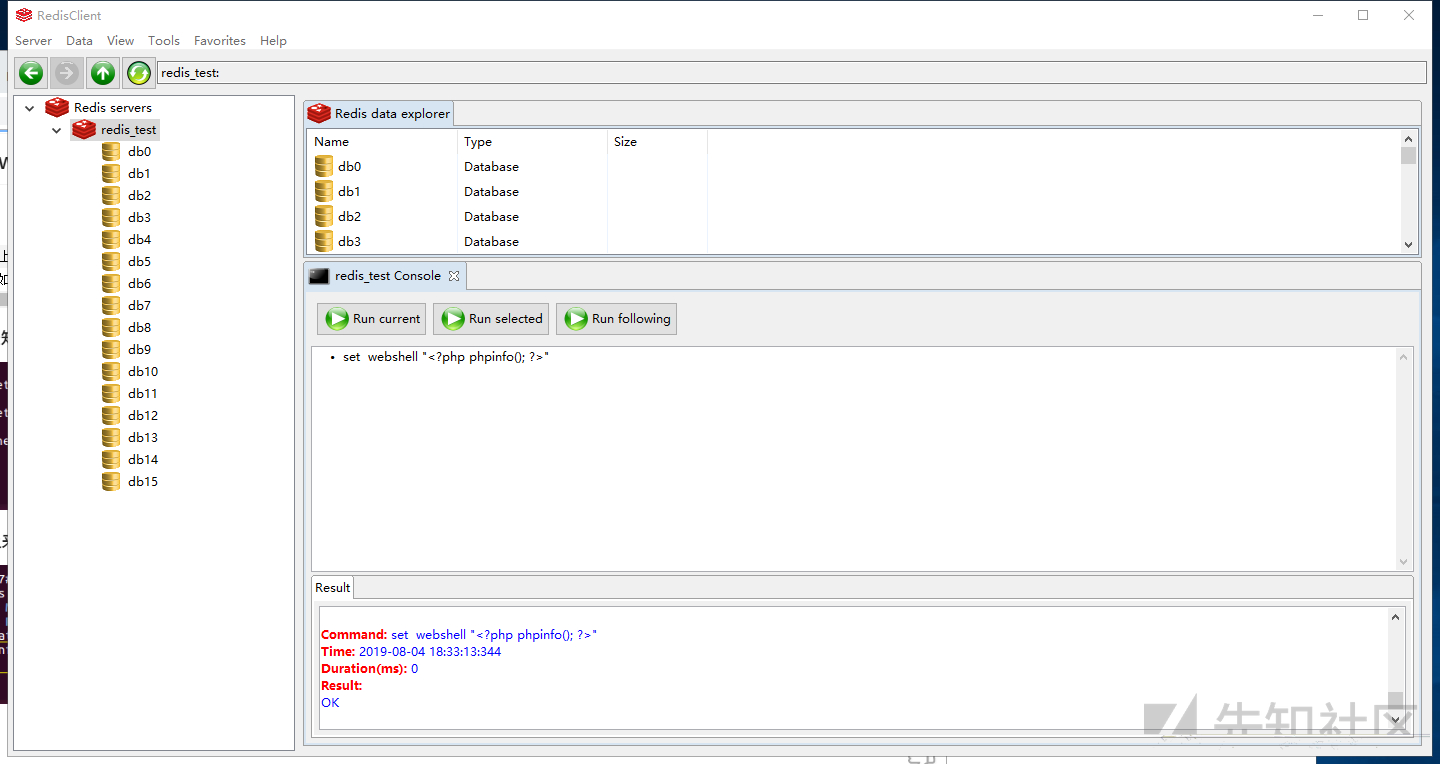 RedisClient
Server Data View Tools Favorites Help
redis_test:
Redis servers
redis_test
db0
db1
db2
db3
db4
db5
db6
db7
db8
db9
db10
db11
db12
db13
db14
db15
Redis data explorer
Name Type Size
db0 Database
db1 Database
db2 Database
db3 Database
redis_test Console
Run current Run selected Run following
• set  webshell "<?php phpinfo(); ?>"
Result
Command: set  webshell "<?php phpinfo(); ?>"
Time: 2019-08-04 18:33:13:344
Duration(ms): 0
Result:
OK
先知社区